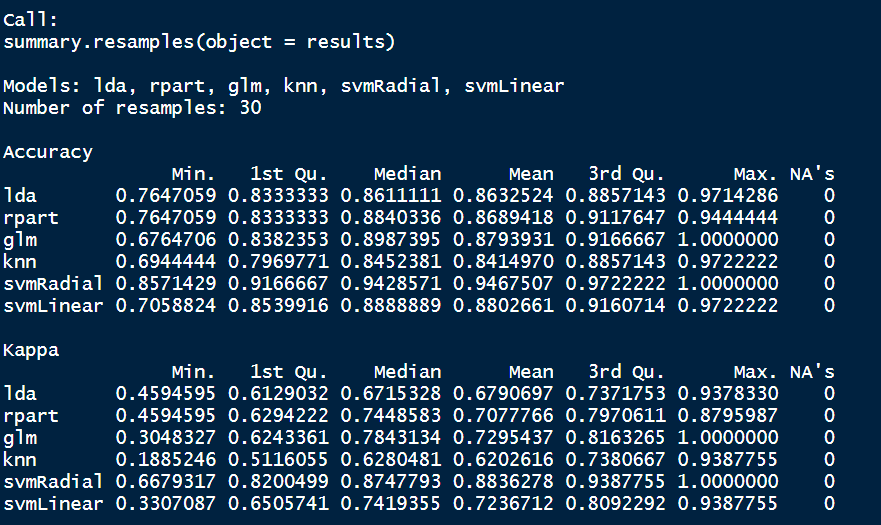 Call:
summary.resamples(object = results)
Models: lda, rpart, glm, knn, svmRadial, svmLinear
Number of resamples: 30
Accuracy
Min. 1st Qu. Median Mean 3rd Qu. Max. NA's
lda 0.7647059 0.8333333 0.8611111 0.8632524 0.8857143 0.9714286 0
rpart 0.7647059 0.8333333 0.8840336 0.8689418 0.9117647 0.9444444 0
glm 0.6764706 0.8382353 0.8987395 0.8793931 0.9166667 1.0000000 0
knn 0.6944444 0.7969771 0.8452381 0.8414970 0.8857143 0.9722222 0
svmRadial 0.8571429 0.9166667 0.9428571 0.9467507 0.9722222 1.0000000 0
svmLinear 0.7058824 0.8539916 0.8888889 0.8802661 0.9160714 0.9722222 0
Kappa
Min. 1st Qu. Median Mean 3rd Qu. Max. NA's
lda 0.4594595 0.6129032 0.6715328 0.6790697 0.7371753 0.9378330 0
rpart 0.4594595 0.6294222 0.7448583 0.7077766 0.7970611 0.8795987 0
glm 0.3048327 0.6243361 0.7843134 0.7295437 0.8163265 1.0000000 0
knn 0.1885246 0.5116055 0.6280481 0.6202616 0.7380667 0.9387755 0
svmRadial 0.6679317 0.8200499 0.8747793 0.8836278 0.9387755 1.0000000 0
svmLinear 0.3307087 0.6505741 0.7419355 0.7236712 0.8092292 0.9387755 0